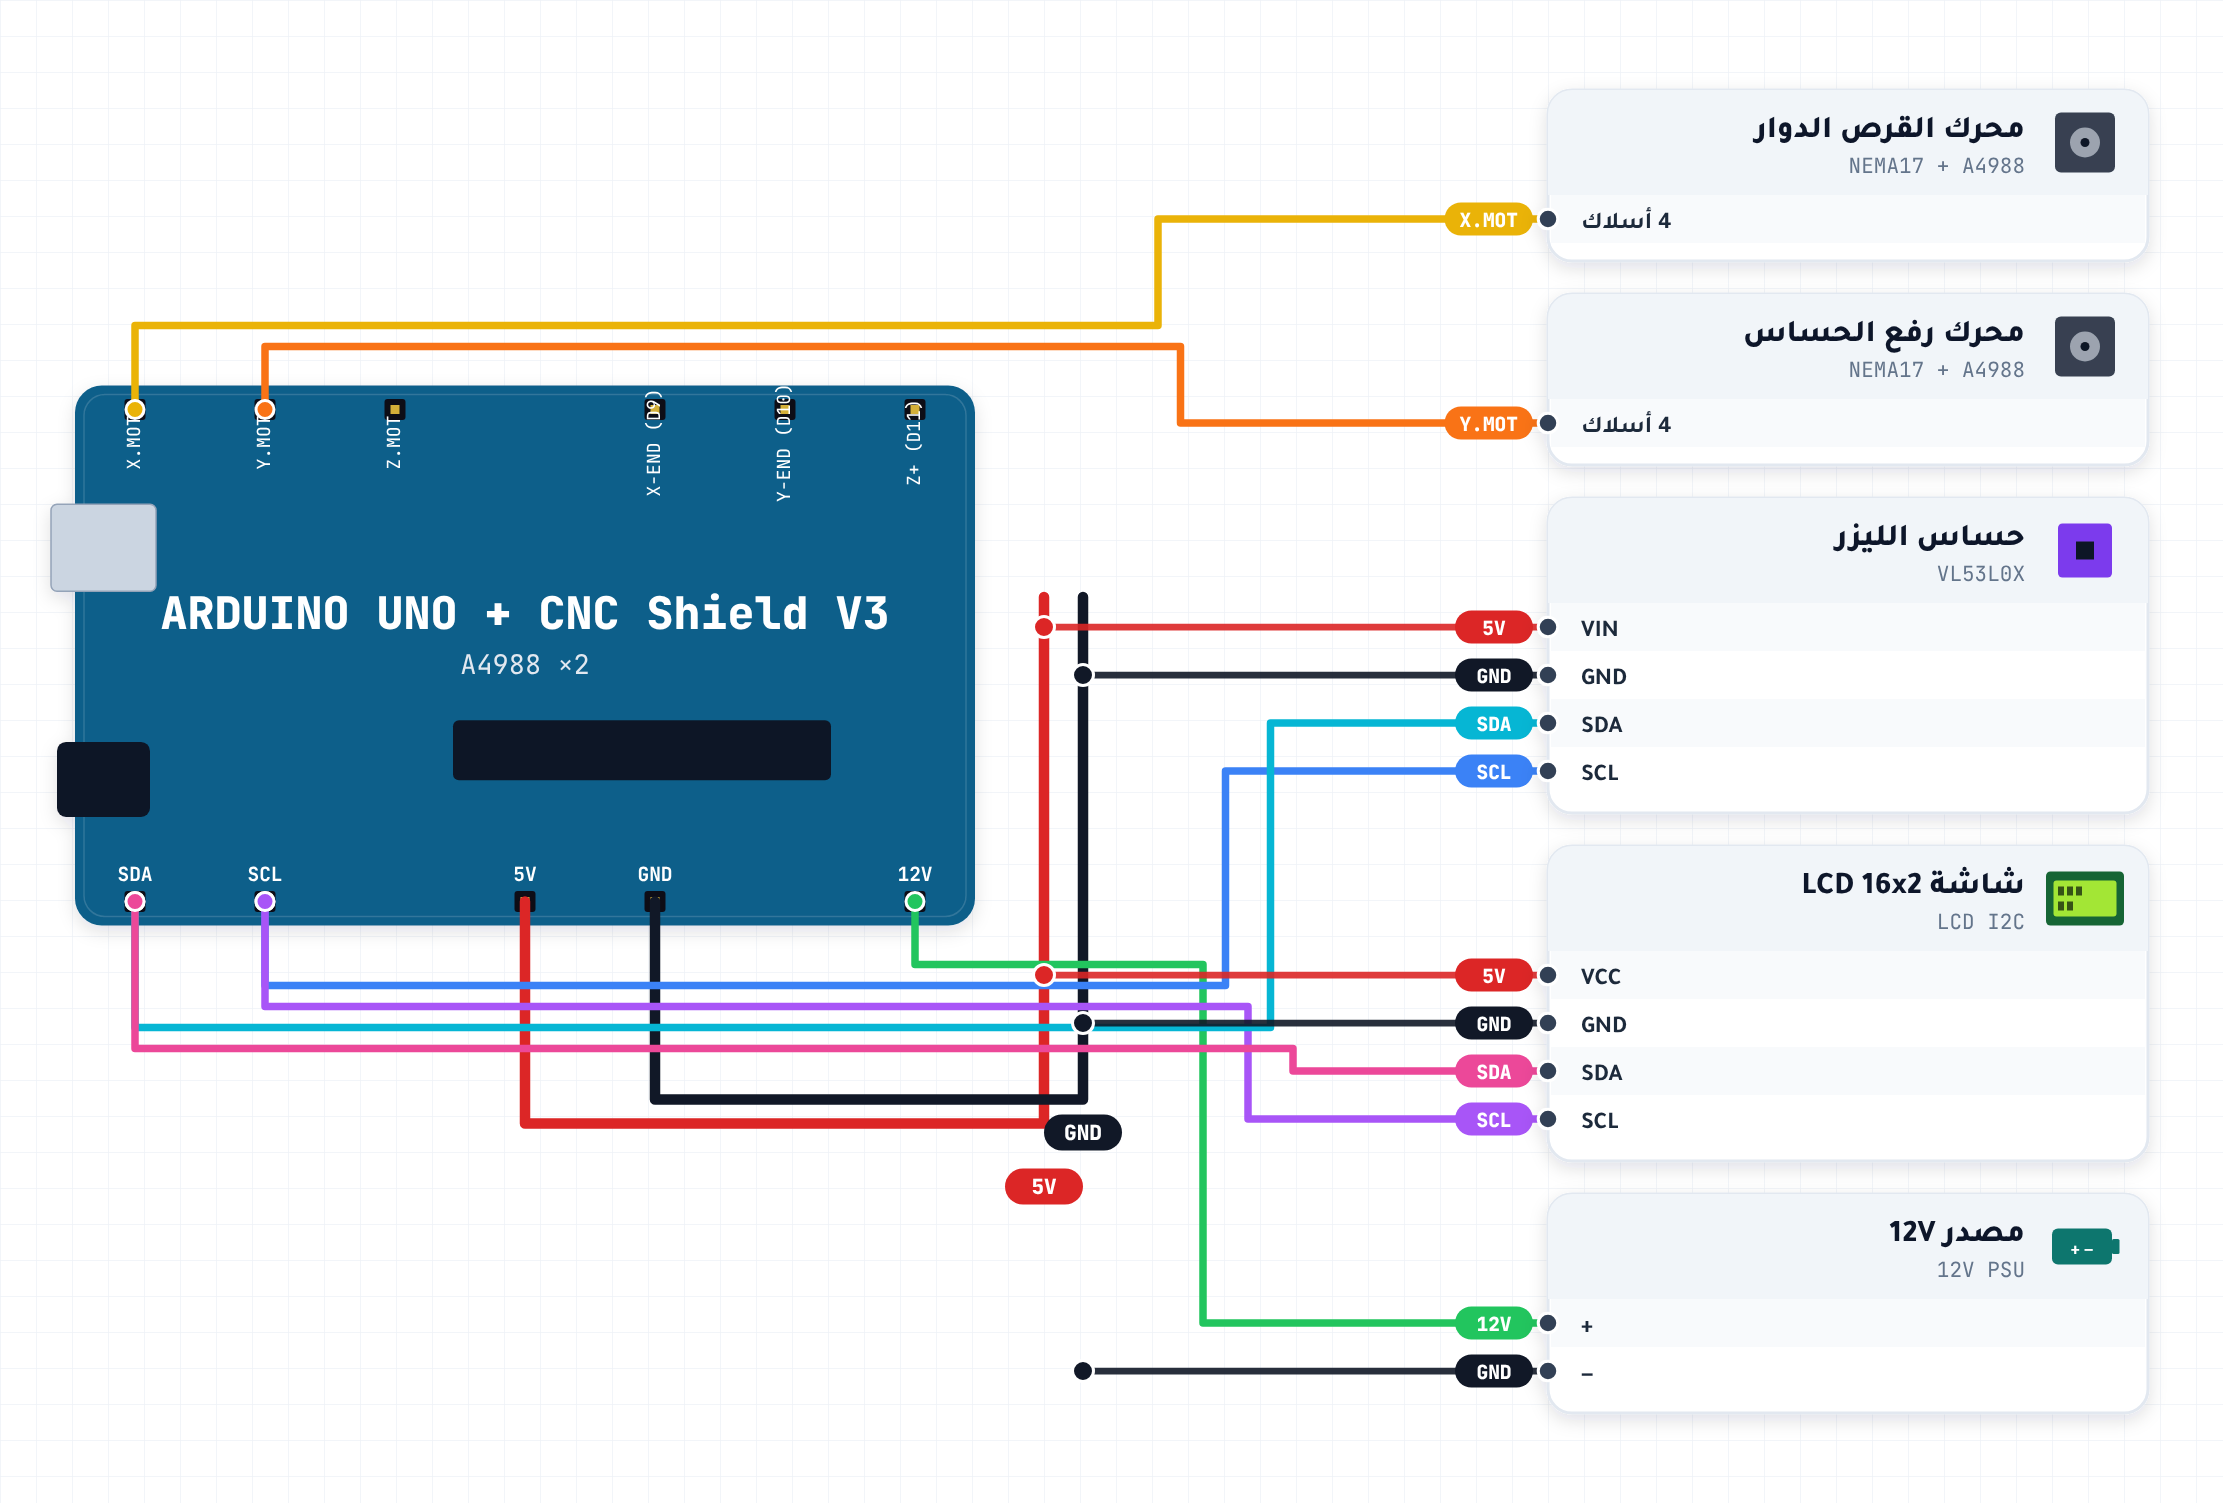 X.MOT
Y.MOT
Z.MOT
X-END (D9)
Y-END (D10)
Z+ (D11)
ARDUINO UNO + CNC Shield V3
A4988 ×2
SDA
SCL
5V
GND
12V
GND
5V
محرك القرص الدوار
NEMA17 + A4988
X.MOT
4 أسلاك
محرك رفع الحساس
NEMA17 + A4988
Y.MOT
4 أسلاك
حساس الليزر
VL53L0X
5V VIN
GND GND
SDA SDA
SCL SCL
شاشة LCD 16x2
LCD I2C
5V VCC
GND GND
SDA SDA
SCL SCL
مصدر 12V
12V PSU
12V +
GND −